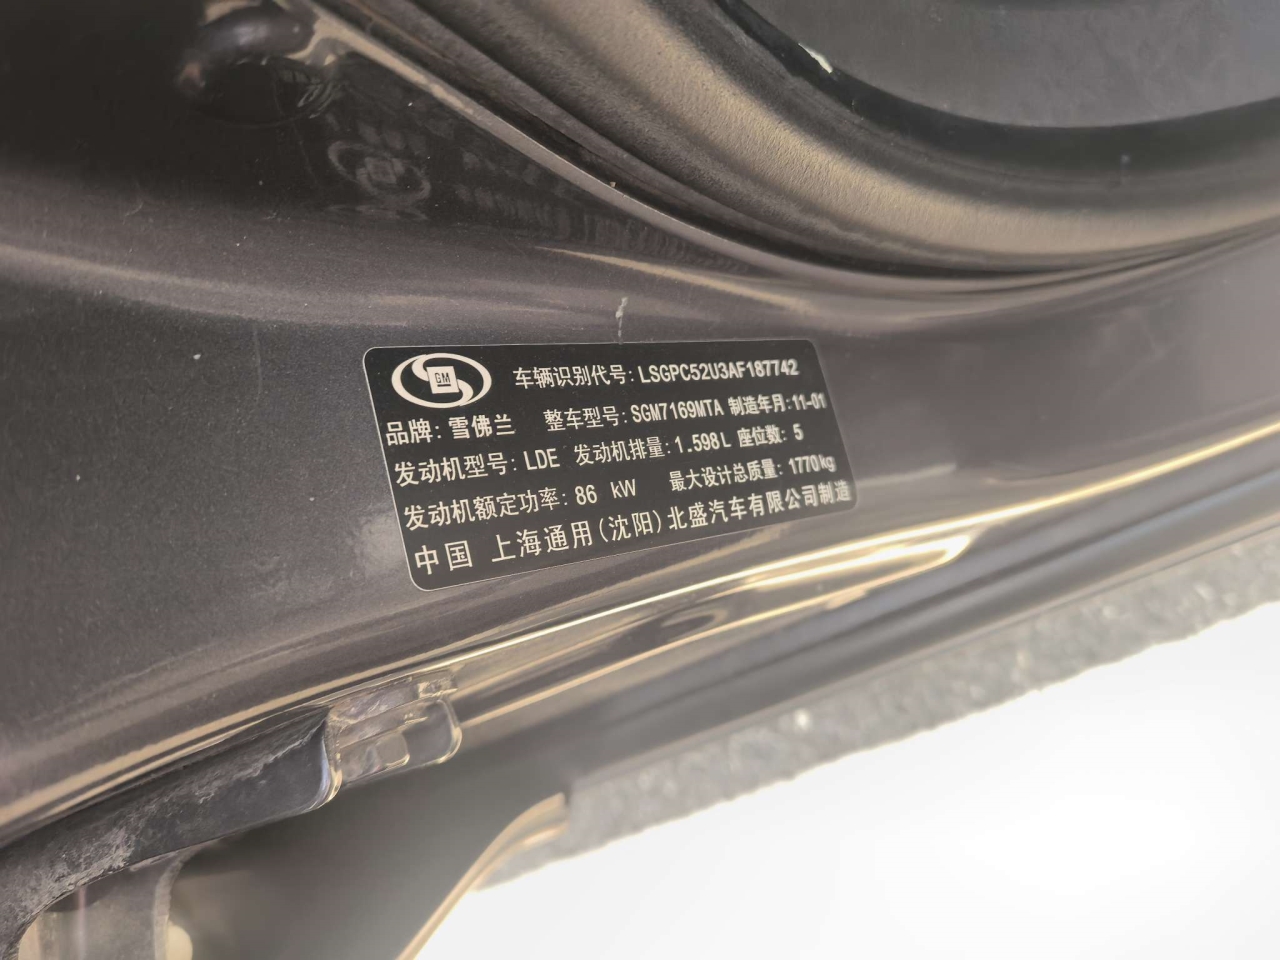 GM 车辆识别代号: LSGPC52U3AF187742
品牌: 雪佛兰 整车型号: SGM7169MTA 制造年月: 11-01
发动机型号: LDE 发动机排量: 1.598L 座位数: 5
发动机额定功率: 86 kW 最大设计总质量: 1770kg
中国 上海通用(沈阳)北盛汽车有限公司制造